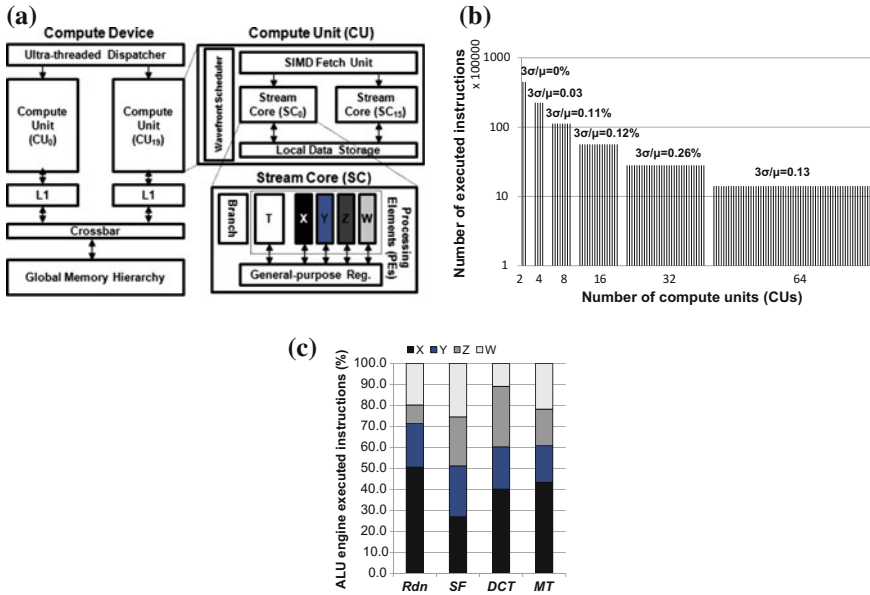 (a)
Compute Device
Ultra-threaded Dispatcher
Compute
Unit
(CU0)
Compute
Unit
(CU19)
L1
L1
Crossbar
Global Memory Hierarchy
Compute Unit (CU)
Wavefront Scheduler
SIMD Fetch Unit
Stream
Core (SC0)
Stream
Core (SC15)
Local Data Storage
Stream Core (SC)
Branch
T
X
Y
Z
W
Processing
Elements (PEs)
General-purpose Reg.
(b)
Number of executed instructions
x 100000
1000
100
10
1
3σ/μ=0%
3σ/μ=0.03
3σ/μ=0.11%
3σ/μ=0.12%
3σ/μ=0.26%
3σ/μ=0.13
2
4
8
16
32
64
Number of compute units (CUs)
(c)
X Y Z W
ALU engine executed instructions (%)
100.0
90.0
80.0
70.0
60.0
50.0
40.0
30.0
20.0
10.0
0.0
Rdn SF DCT MT